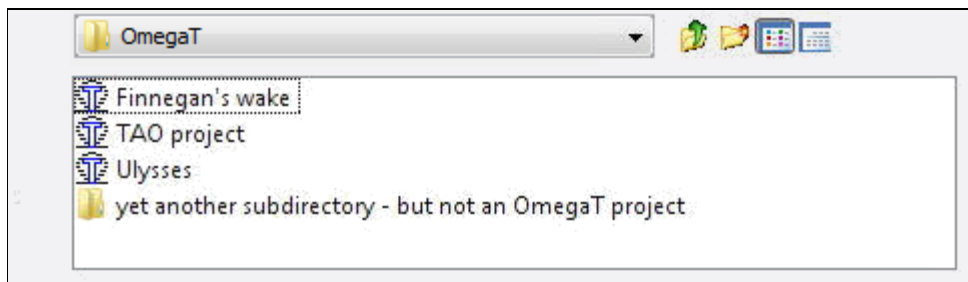 OmegaT
Finnegan's wake
TAO project
Ulysses
yet another subdirectory - but not an OmegaT project